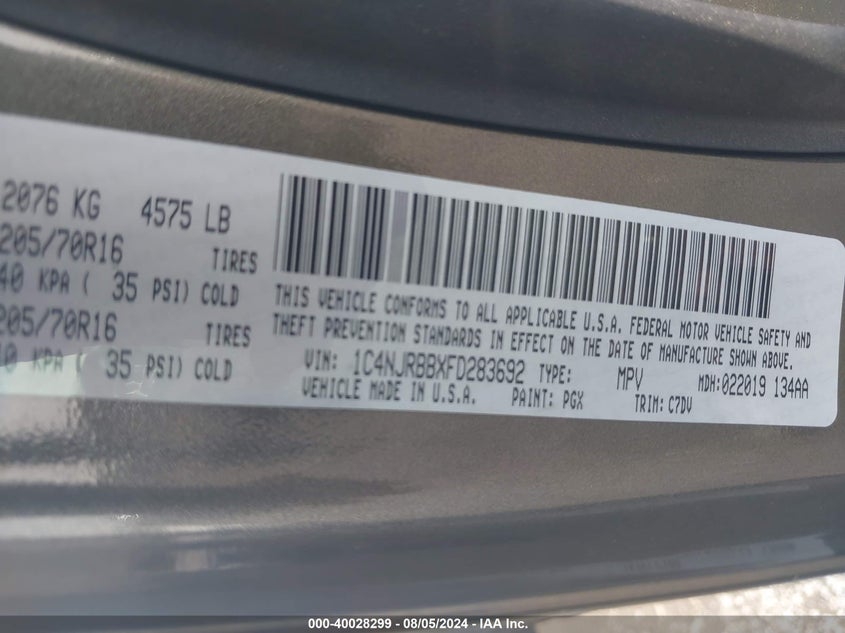 2076 KG 4575 LB
205/70R16 TIRES
40 KPA ( 35 PSI) COLD
205/70R16 TIRES
KPA ( 35 PSI) COLD
THIS VEHICLE CONFORMS TO ALL APPLICABLE U.S.A. FEDERAL MOTOR VEHICLE SAFETY AND
THEFT PREVENTION STANDARDS IN EFFECT ON THE DATE OF MANUFACTURE SHOWN ABOVE.
VIN: 1C4NJRBBXFD283692 TYPE: MPV MDH:022019 134AA
VEHICLE MADE IN U.S.A. PAINT: PGX TRIM: C7DV
000-40028299 - 08/05/2024 - IAA Inc.